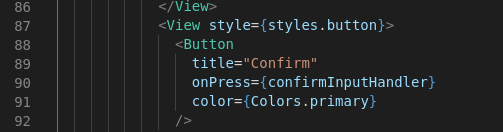 86 </View>
87 <View style={styles.button}>
88 <Button
89 title="Confirm"
90 onPress={confirmInputHandler}
91 color={Colors.primary}
92 />